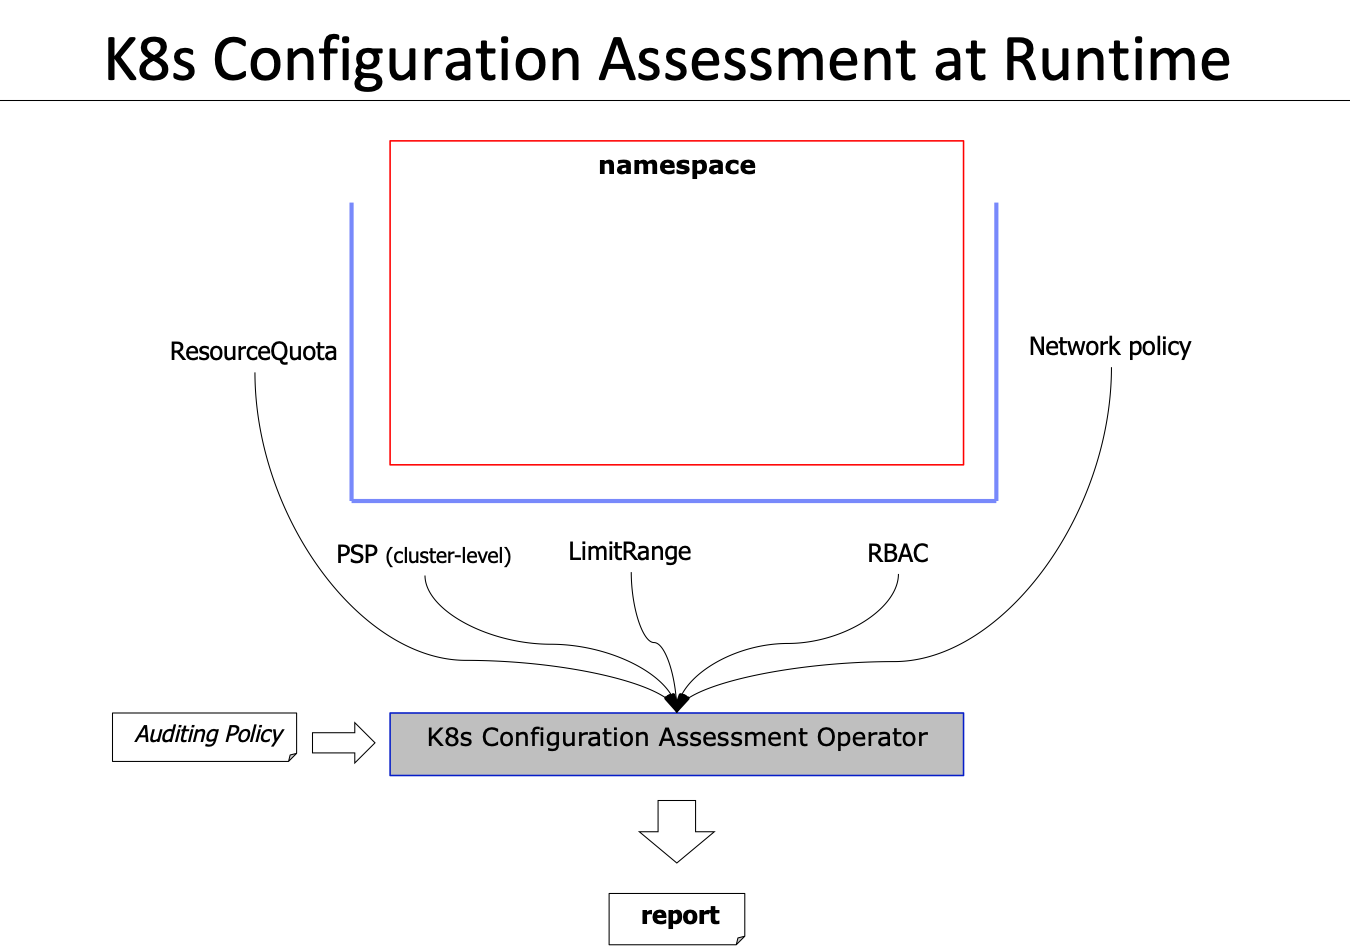 K8s Configuration Assessment at Runtime
namespace
ResourceQuota
Network policy
PSP (cluster-level)
LimitRange
RBAC
Auditing Policy
K8s Configuration Assessment Operator
report